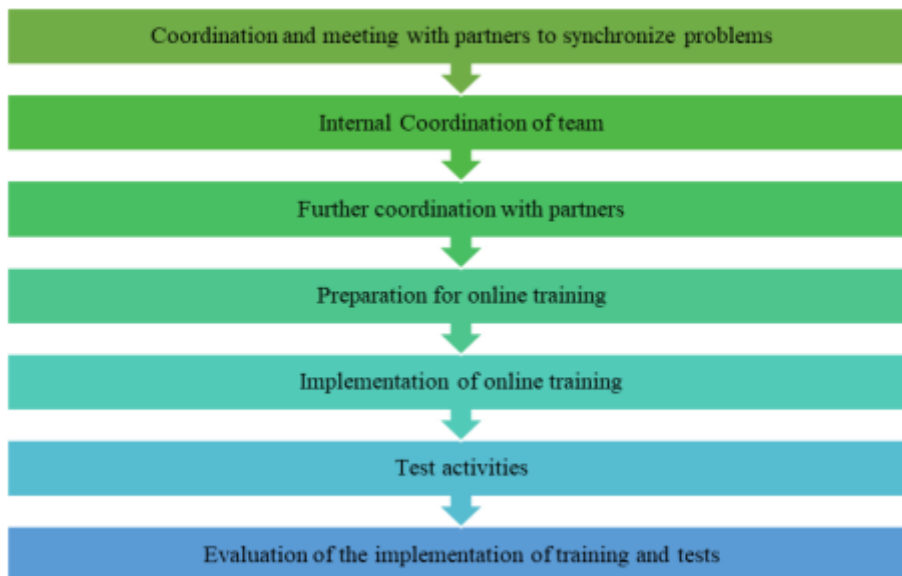 Coordination and meeting with partners to synchronize problems
Internal Coordination of team
Further coordination with partners
Preparation for online training
Implementation of online training
Test activities
Evaluation of the implementation of training and tests